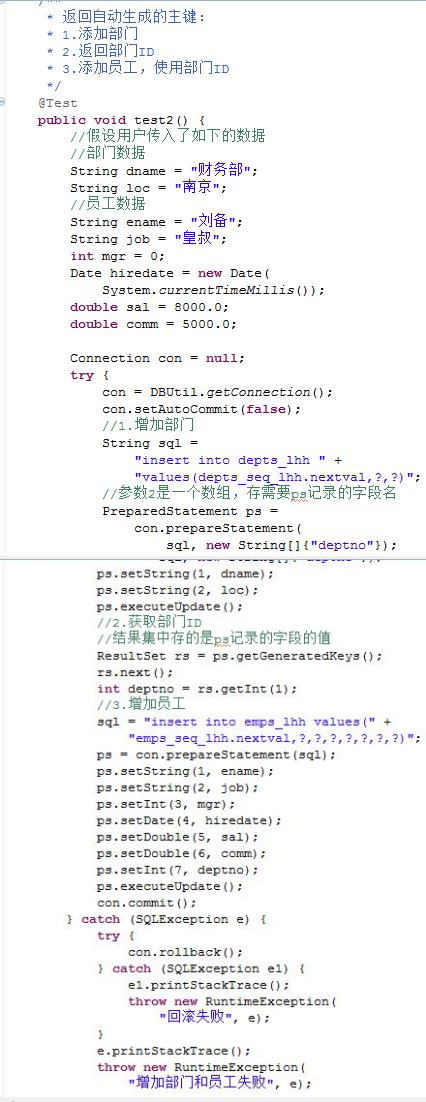 /**
* 返回自动生成的主键:
* 1.添加部门
* 2.返回部门ID
* 3.添加员工，使用部门ID
*/
@Test
public void test2() {
//假设用户传入了如下的数据
//部门数据
String dname = "财务部";
String loc = "南京";
//员工数据
String ename = "刘备";
String job = "皇叔";
int mgr = 0;
Date hiredate = new Date(
System.currentTimeMillis());
double sal = 8000.0;
double comm = 5000.0;
Connection con = null;
try {
con = DBUtil.getConnection();
con.setAutoCommit(false);
//1.增加部门
String sql =
"insert into depts_lhh " +
"values(depts_seq_lhh.nextval,?,?)";
//参数2是一个数组，存需要ps记录的字段名
PreparedStatement ps =
con.prepareStatement(
sql, new String[]{"deptno"});
ps.setString(1, dname);
ps.setString(2, loc);
ps.executeUpdate();
//2.获取部门ID
//结果集中存的是ps记录的字段的值
ResultSet rs = ps.getGeneratedKeys();
rs.next();
int deptno = rs.getInt(1);
//3.增加员工
sql = "insert into emps_lhh values(" +
"emps_seq_lhh.nextval,?,?,?,?,?,?,?)";
ps = con.prepareStatement(sql);
ps.setString(1, ename);
ps.setString(2, job);
ps.setInt(3, mgr);
ps.setDate(4, hiredate);
ps.setDouble(5, sal);
ps.setDouble(6, comm);
ps.setInt(7, deptno);
ps.executeUpdate();
con.commit();
} catch (SQLException e) {
try {
con.rollback();
} catch (SQLException e1) {
e1.printStackTrace();
throw new RuntimeException(
"回滚失败", e);
}
e.printStackTrace();
throw new RuntimeException(
"增加部门和员工失败", e);